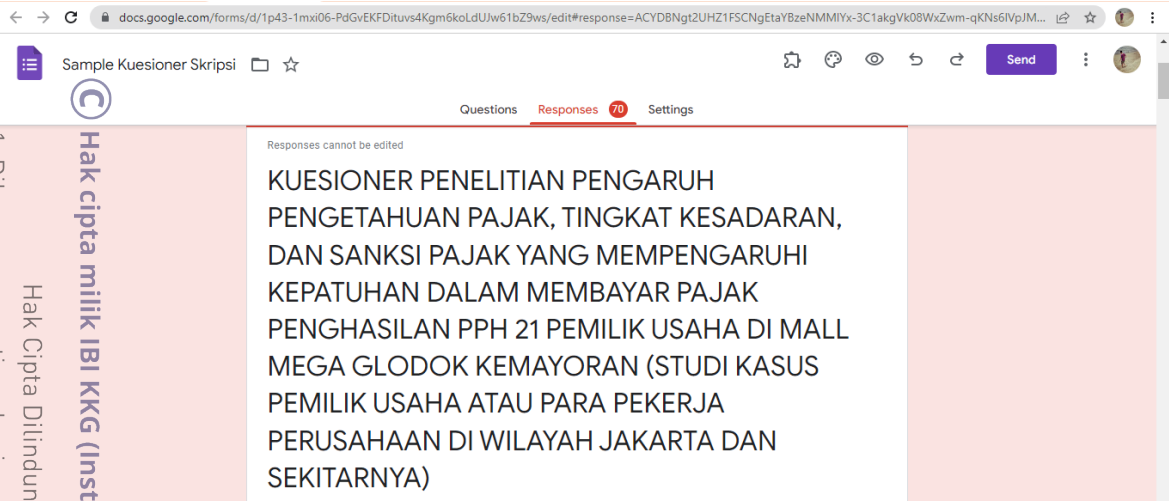 docs.google.com/forms/d/1p43-1mxi06-PdGvEKFDituvs4Kgm6koLdUJw61bZ9ws/edit#response=ACYDBNgt2UHZ1FSCNgEtaYBzeNMMIYx-3C1akgVk08WxZwm-qKNs6IVpJM...
Sample Kuesioner Skripsi
Send
Questions Responses 70 Settings
Responses cannot be edited
KUESIONER PENELITIAN PENGARUH
PENGETAHUAN PAJAK, TINGKAT KESADARAN,
DAN SANKSI PAJAK YANG MEMPENGARUHI
KEPATUHAN DALAM MEMBAYAR PAJAK
PENGHASILAN PPH 21 PEMILIK USAHA DI MALL
MEGA GLODOK KEMAYORAN (STUDI KASUS
PEMILIK USAHA ATAU PARA PEKERJA
PERUSAHAAN DI WILAYAH JAKARTA DAN
SEKITARNYA)
© Hak cipta milik IBI KKG (Inst
Hak Cipta Dilindun